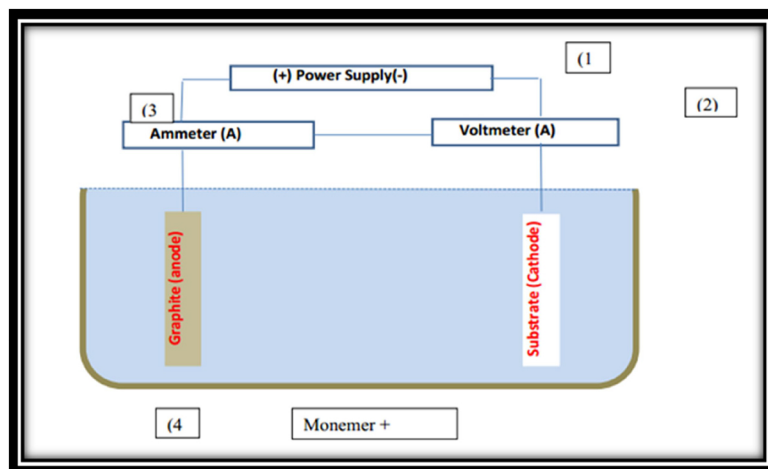 (1
(+) Power Supply(-)
(2)
(3
Ammeter (A)
Voltmeter (A)
Graphite (anode)
Substrate (Cathode)
(4
Monemer +